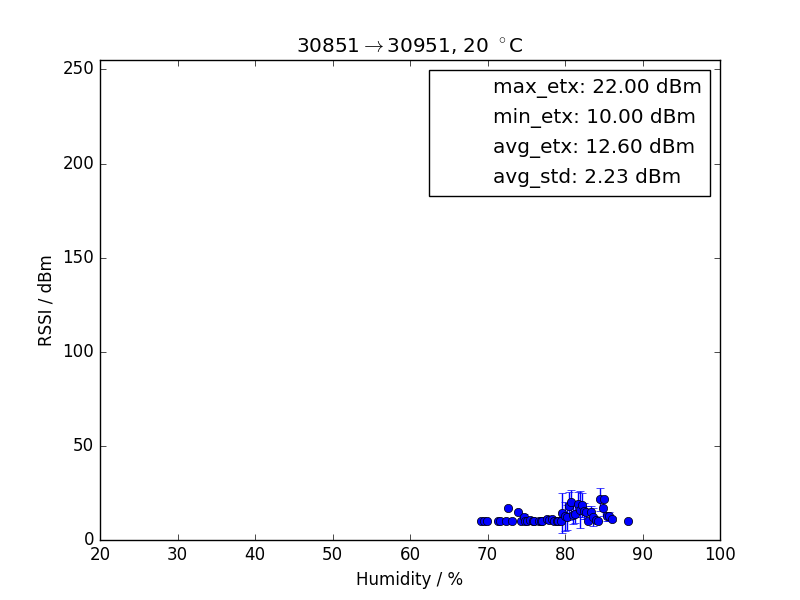 30851→30951, 20 °C
max_etx: 22.00 dBm
min_etx: 10.00 dBm
avg_etx: 12.60 dBm
avg_std: 2.23 dBm
RSSI / dBm
250
200
150
100
50
0
20 30 40 50 60 70 80 90 100
Humidity / %